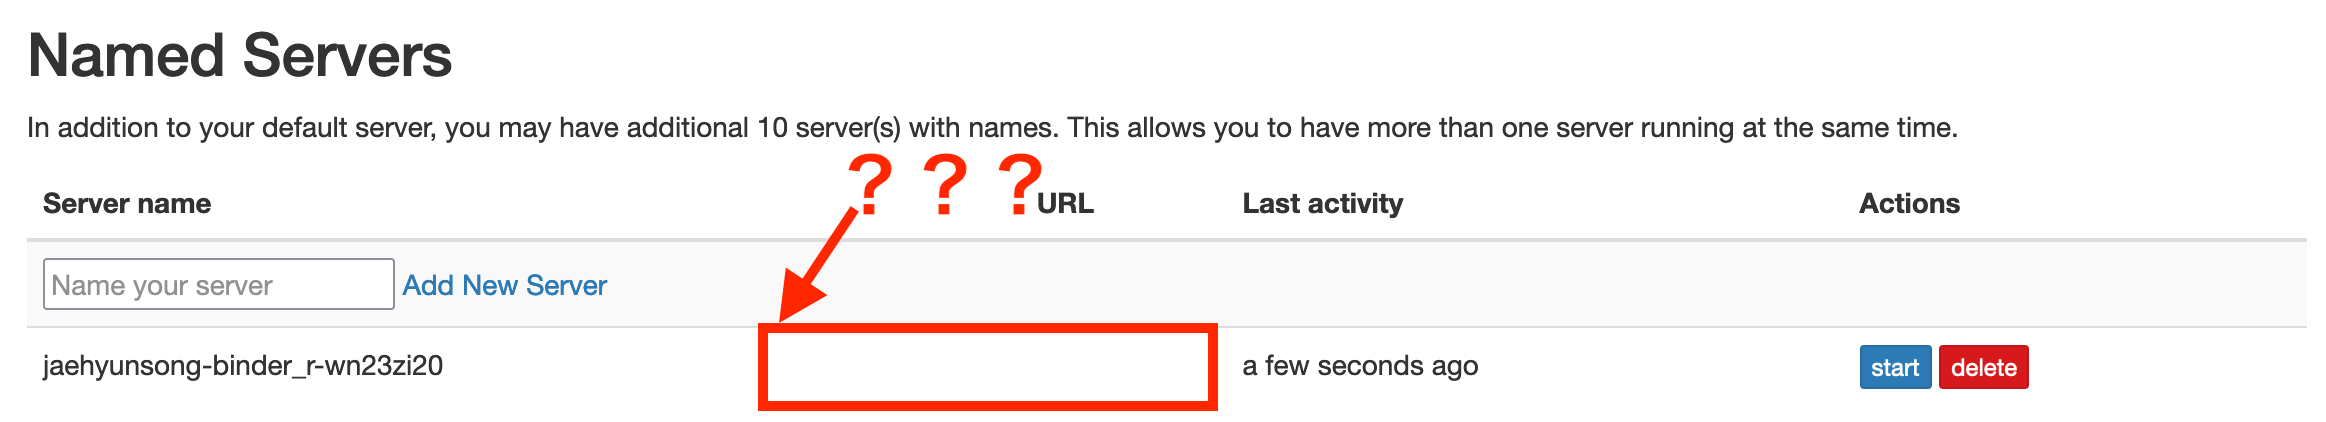 Named Servers
In addition to your default server, you may have additional 10 server(s) with names. This allows you to have more than one server running at the same time.
? ? ?
Server name URL Last activity Actions
Name your server Add New Server
jaehyunsong-binder_r-wn23zi20 a few seconds ago start delete